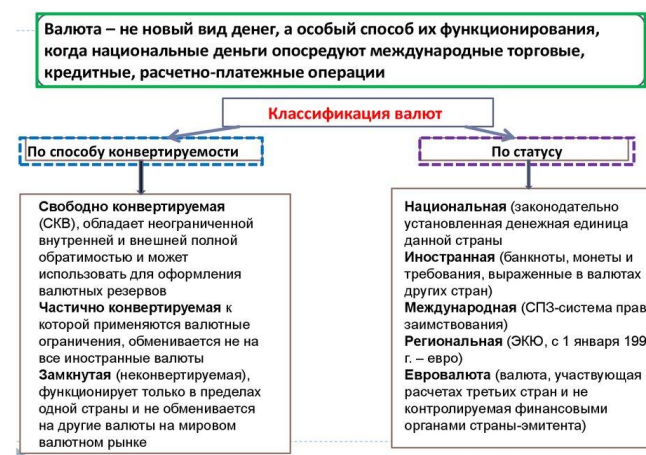 Валюта – не новый вид денег, а особый способ их функционирования,
когда национальные деньги опосредуют международные торговые,
кредитные, расчетно-платежные операции
Классификация валют
По способу конвертируемости
По статусу
Свободно конвертируемая
(СКВ), обладает неограниченной
внутренней и внешней полной
обратимостью и может
использовать для оформления
валютных резервов
Частично конвертируемая к
которой применяются валютные
ограничения, обменивается не на
все иностранные валюты
Замкнутая (неконвертируемая),
функционирует только в пределах
одной страны и не обменивается
на другие валюты на мировом
валютном рынке
Национальная (законодательно
установленная денежная единица
данной страны
Иностранная (банкноты, монеты и
требования, выраженные в валютах
других стран)
Международная (СПЗ-система прав
заимствования)
Региональная (ЭКЮ, с 1 января 199
г. – евро)
Евровалюта (валюта, участвующая
расчетах третьих стран и не
контролируемая финансовыми
органами страны-эмитента)